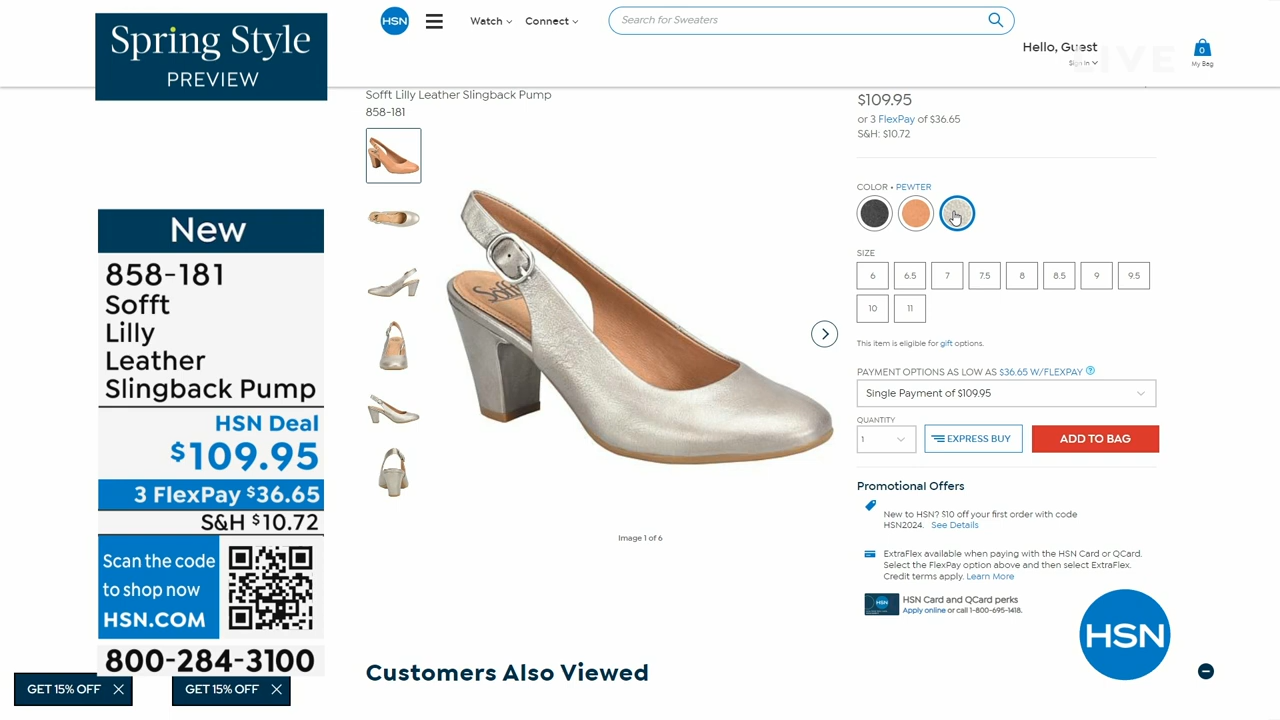 Spring Style
PREVIEW
HSN
Watch
Connect
Search for Sweaters
Hello, Guest
Sign In
LIVE
0
My Bag
Sofft Lilly Leather Slingback Pump
858-181
$109.95
or 3 FlexPay of $36.65
S&H: $10.72
COLOR • PEWTER
SIZE
6 6.5 7 7.5 8 8.5 9 9.5
10 11
This item is eligible for gift options.
PAYMENT OPTIONS AS LOW AS $36.65 W/FLEXPAY ?
Single Payment of $109.95
QUANTITY
1
EXPRESS BUY
ADD TO BAG
Promotional Offers
New to HSN? $10 off your first order with code
HSN2024. See Details
ExtraFlex available when paying with the HSN Card or QCard.
Select the FlexPay option above and then select ExtraFlex.
Credit terms apply. Learn More
HSN
HSN Card and QCard perks
Apply online or call 1-800-695-1418.
Sofft
Image 1 of 6
Customers Also Viewed
New
858-181
Sofft
Lilly
Leather
Slingback Pump
HSN Deal
$109.95
3 FlexPay $36.65
S&H $10.72
Scan the code
to shop now
HSN.COM
800-284-3100
GET 15% OFF
GET 15% OFF
HSN